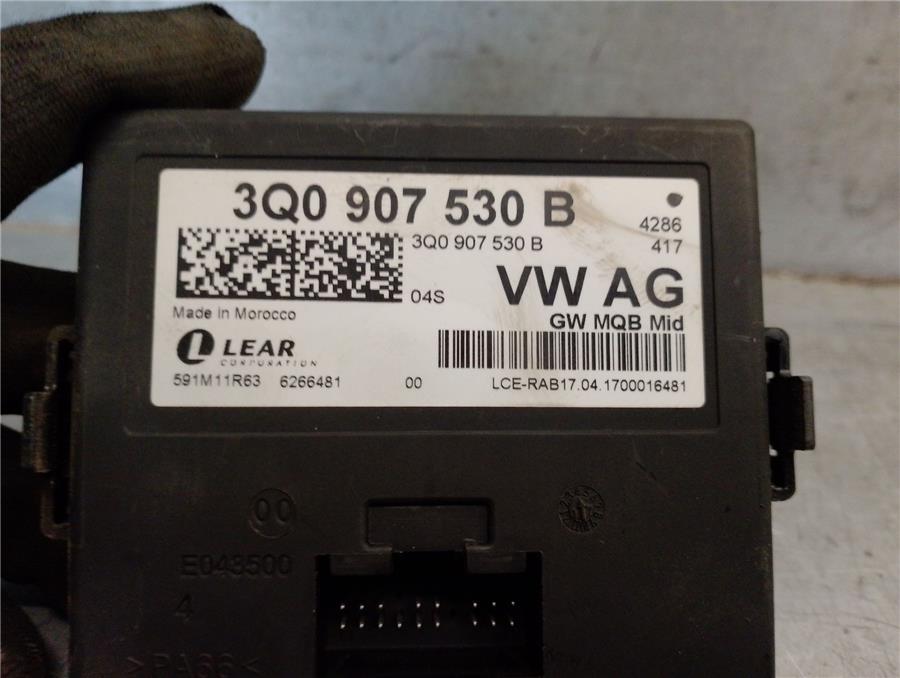 3Q0 907 530 B
4286
417
3Q0 907 530 B
04S
VW AG
GW MQB Mid
Made in Morocco
LEAR
CORPORATION
591M11R63 6266481 00 LCE-RAB17.04.1700016481
00
E043500
4
>PA66<